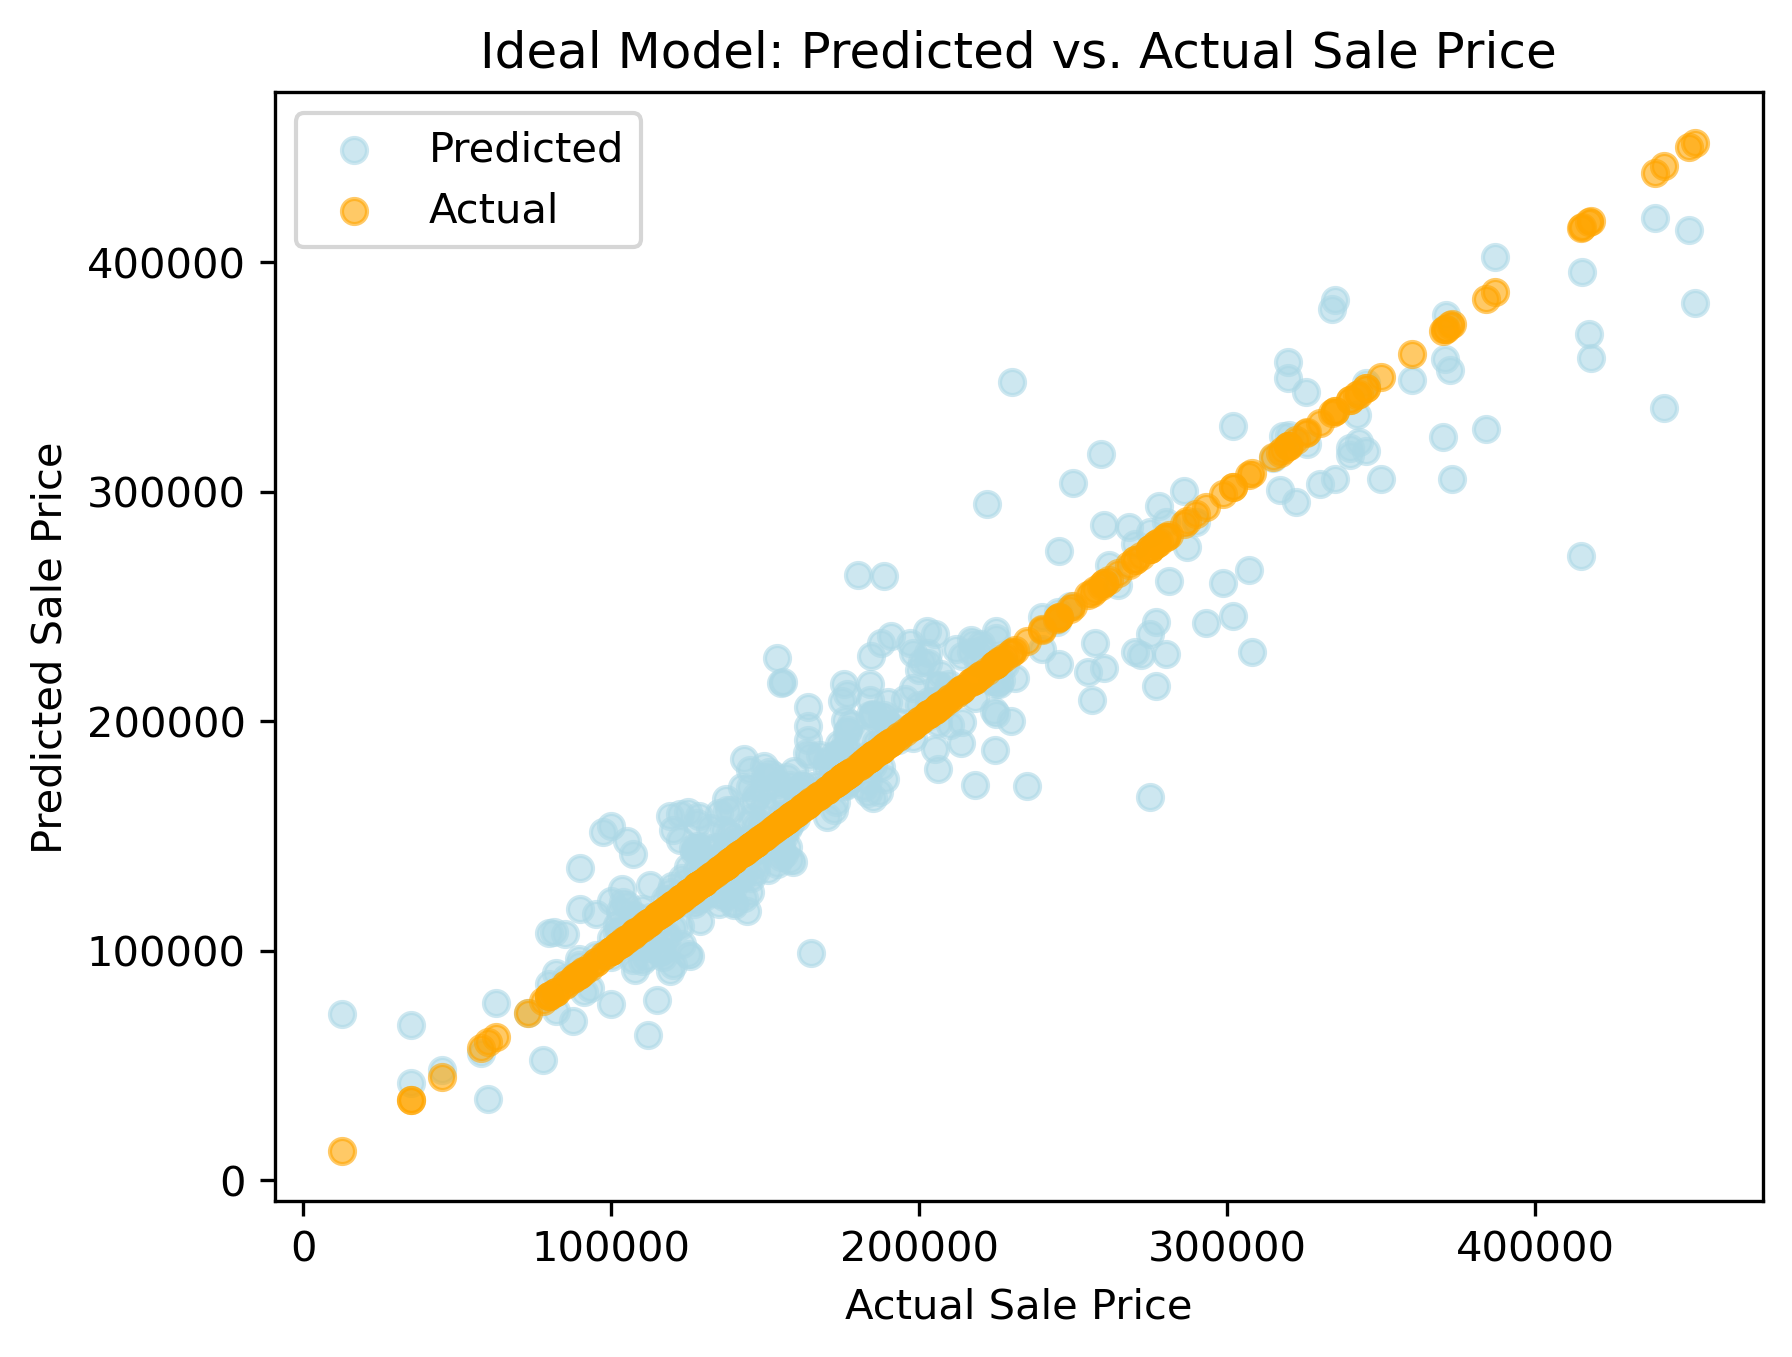 Ideal Model: Predicted vs. Actual Sale Price
Predicted
Actual
Predicted Sale Price
400000
300000
200000
100000
0
0 100000 200000 300000 400000
Actual Sale Price